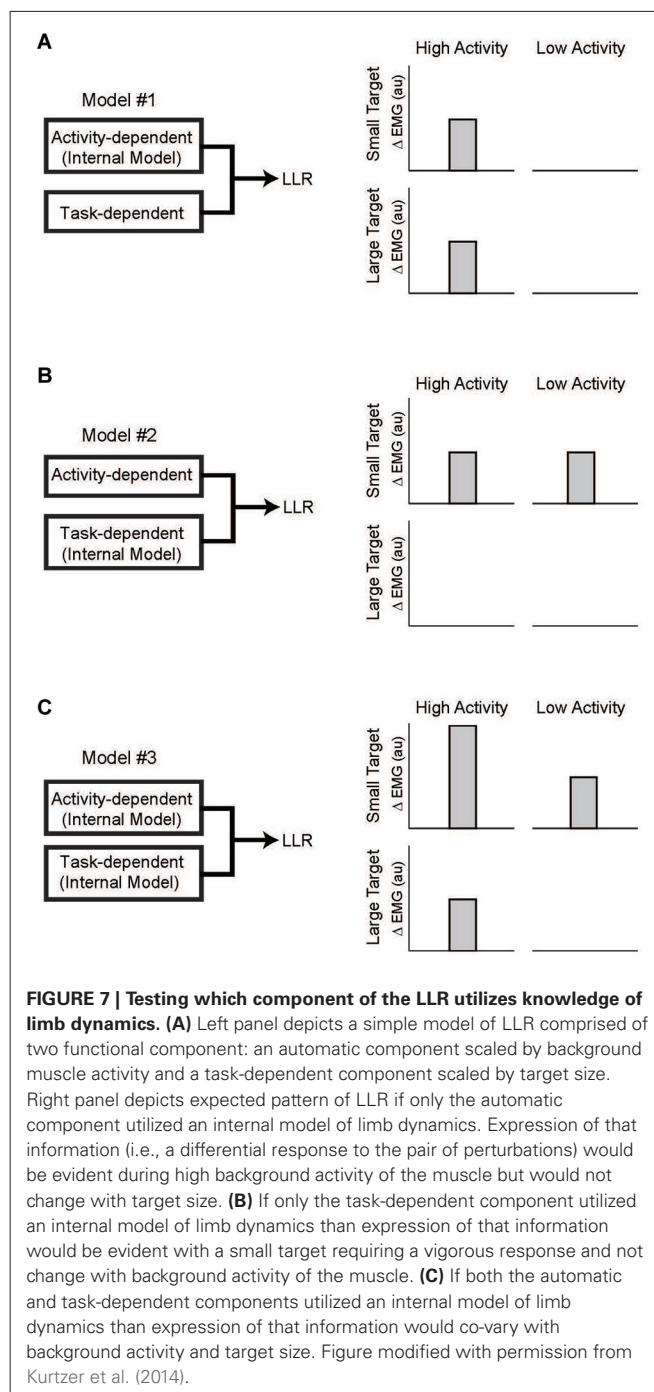 A
Model #1
Activity-dependent
(Internal Model)
Task-dependent
LLR
High Activity
Low Activity
Small Target
Δ EMG (au)
Large Target
Δ EMG (au)
B
Model #2
Activity-dependent
Task-dependent
(Internal Model)
LLR
High Activity
Low Activity
Small Target
Δ EMG (au)
Large Target
Δ EMG (au)
C
Model #3
Activity-dependent
(Internal Model)
Task-dependent
(Internal Model)
LLR
High Activity
Low Activity
Small Target
Δ EMG (au)
Large Target
Δ EMG (au)
FIGURE 7 | Testing which component of the LLR utilizes knowledge of
limb dynamics. (A) Left panel depicts a simple model of LLR comprised of
two functional component: an automatic component scaled by background
muscle activity and a task-dependent component scaled by target size.
Right panel depicts expected pattern of LLR if only the automatic
component utilized an internal model of limb dynamics. Expression of that
information (i.e., a differential response to the pair of perturbations) would
be evident during high background activity of the muscle but would not
change with target size. (B) If only the task-dependent component utilized
an internal model of limb dynamics than expression of that information
would be evident with a small target requiring a vigorous response and not
change with background activity of the muscle. (C) If both the automatic
and task-dependent components utilized an internal model of limb
dynamics than expression of that information would co-vary with
background activity and target size. Figure modified with permission from
Kurtzer et al. (2014).